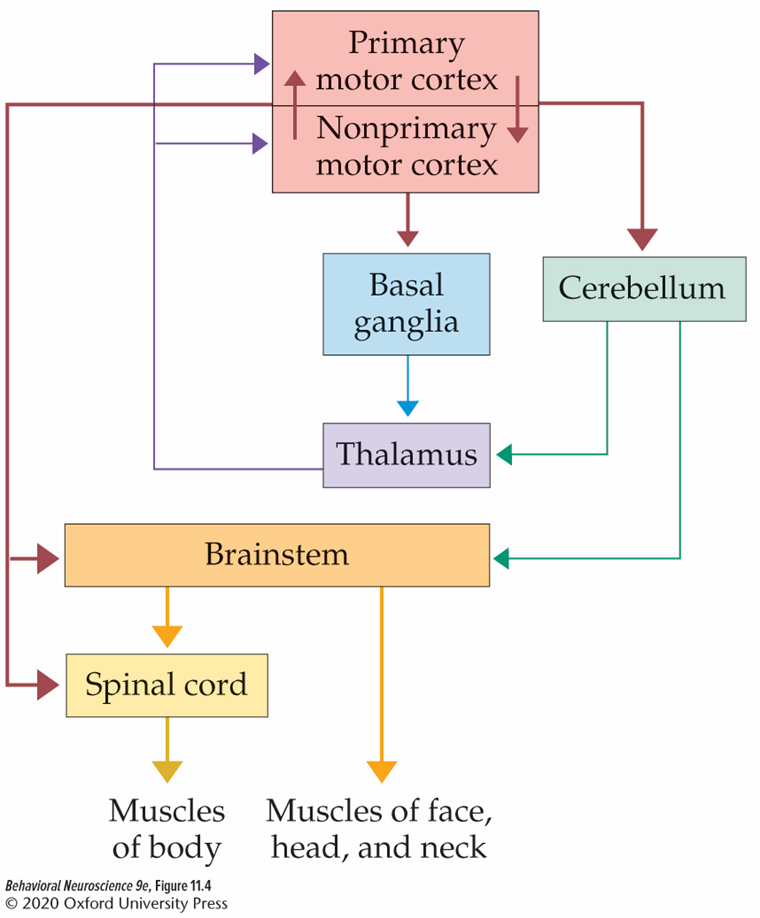 Primary
motor cortex
Nonprimary
motor cortex
Basal
ganglia
Cerebellum
Thalamus
Brainstem
Spinal cord
Muscles
of body
Muscles of face,
head, and neck
Behavioral Neuroscience 9e, Figure 11.4
© 2020 Oxford University Press